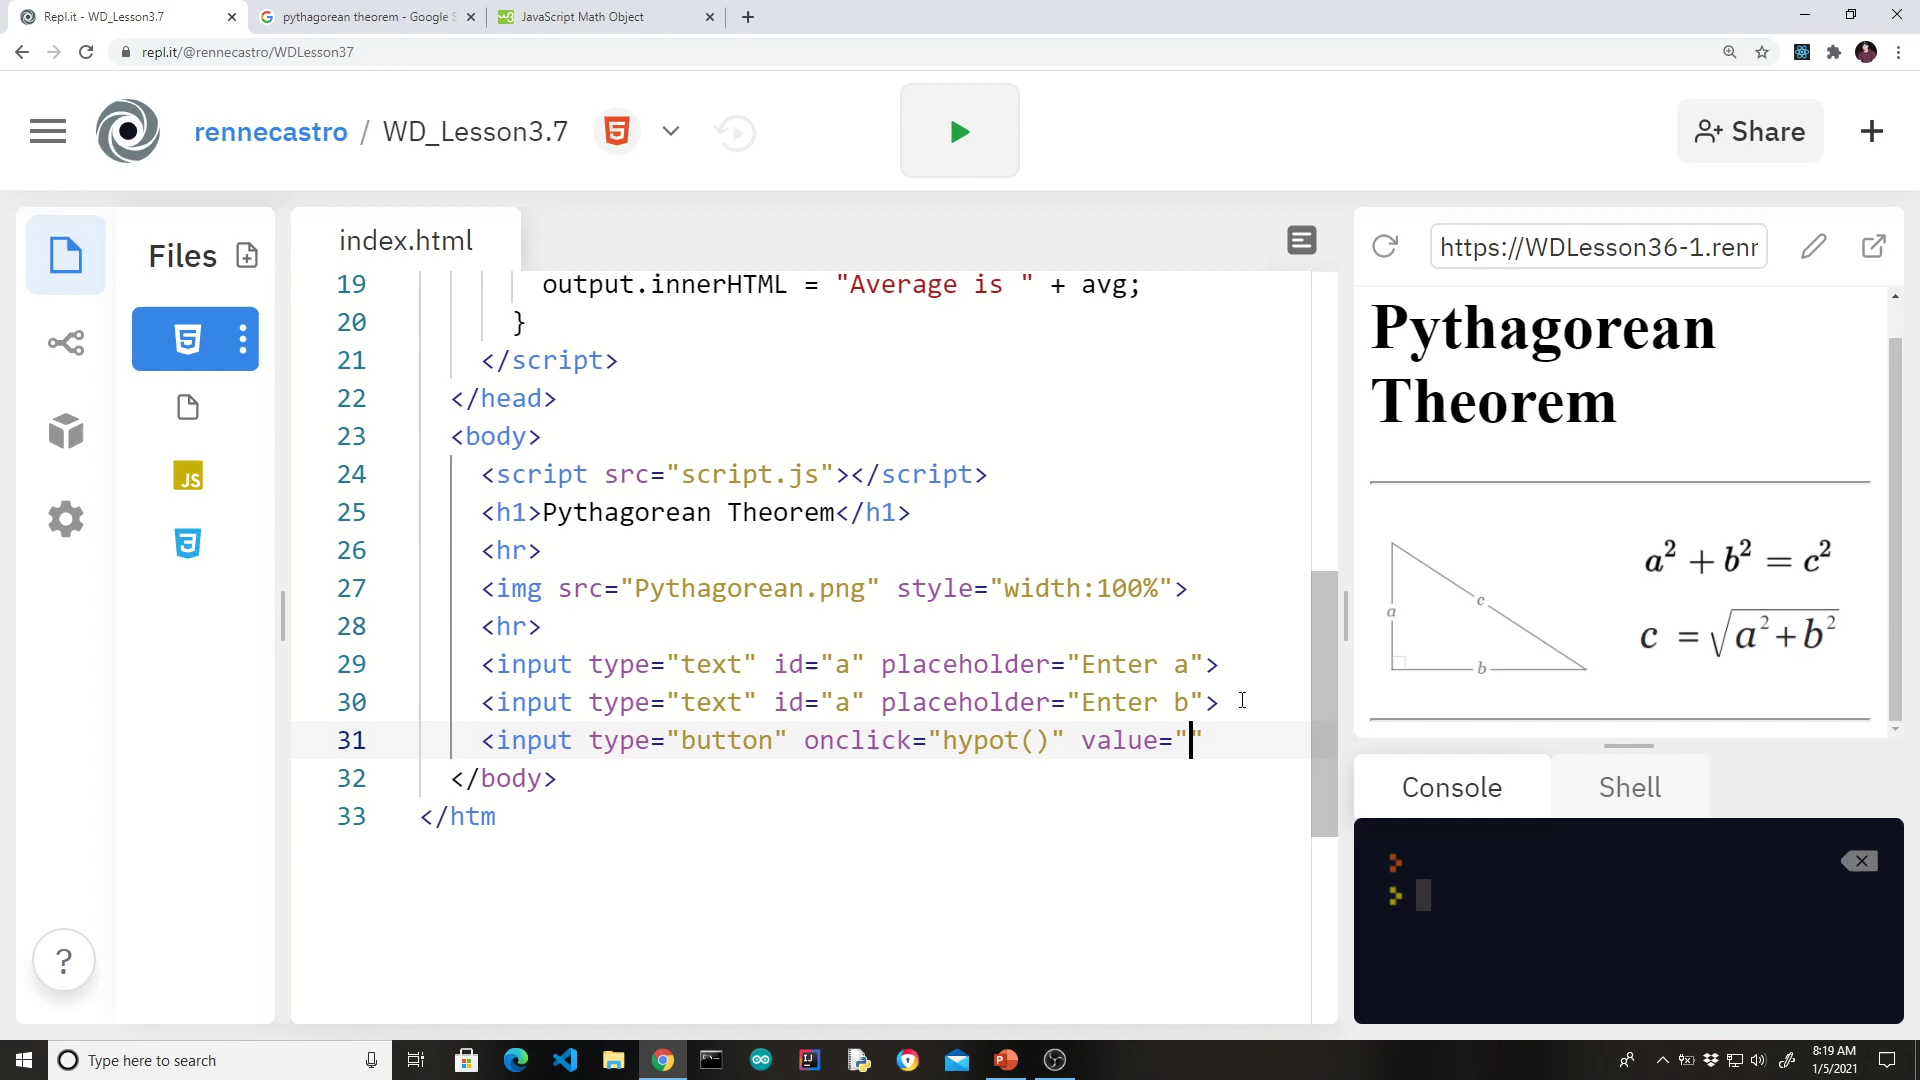 Repl.it - WD_Lesson3.7
pythagorean theorem - Google S
JavaScript Math Object
repl.it/@rennecastro/WDLesson37
rennecastro / WD_Lesson3.7
Share
Files
index.html
https://WDLesson36-1.renr
19 output.innerHTML = "Average is " + avg;
20 }
21 </script>
22 </head>
23 <body>
24 <script src="script.js"></script>
25 <h1>Pythagorean Theorem</h1>
26 <hr>
27 <img src="Pythagorean.png" style="width:100%">
28 <hr>
29 <input type="text" id="a" placeholder="Enter a">
30 <input type="text" id="a" placeholder="Enter b">
31 <input type="button" onclick="hypot()" value=""
32 </body>
33 </htm
JS
?
Pythagorean
Theorem
a² + b² = c²
c = √a²+b²
a
c
b
Console
Shell
Type here to search
8:19 AM
1/5/2021